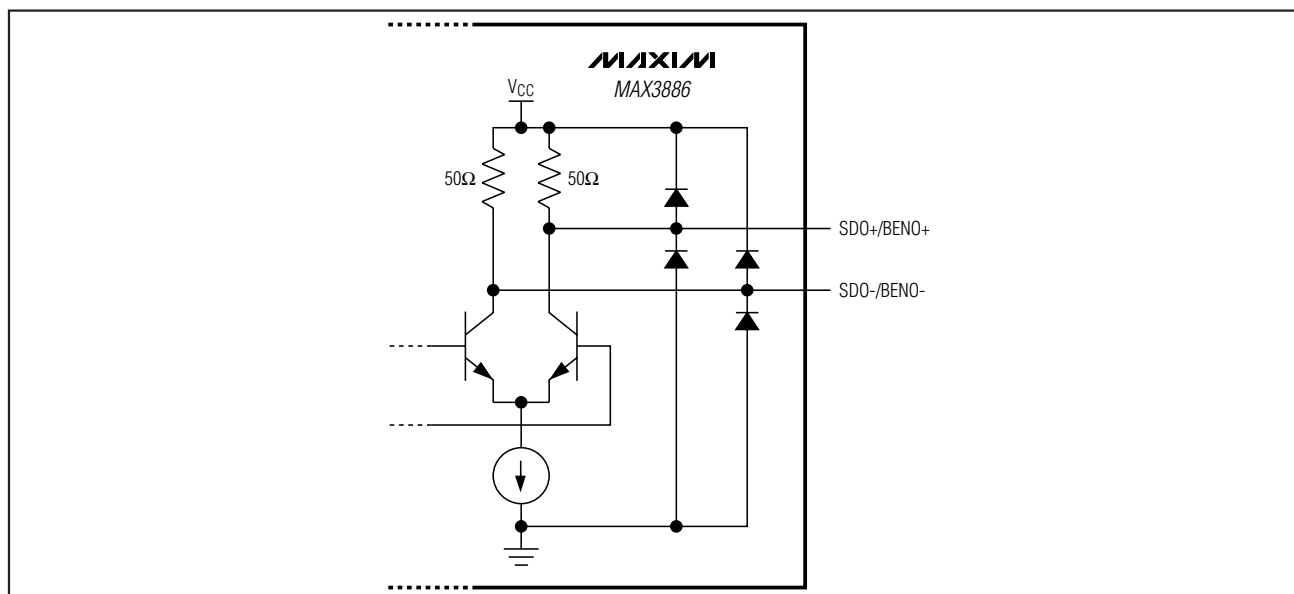 MAXIM
MAX3886
VCC
50Ω
50Ω
SDO+/BENO+
SDO-/BENO-